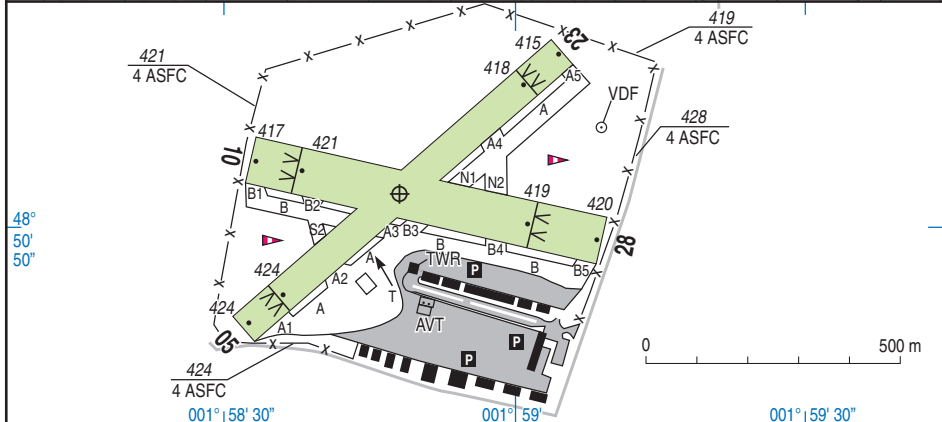 419
4 ASFC
421
4 ASFC
415
23
418
A5
A
VDF
428
4 ASFC
A4
10
417
421
N1
N2
419
420
B1
B
B2
S2
A3
B3
B
B4
B
B5
28
48°
50'
50"
A
TWR
P
424
A2
T
A
424
A1
AVT
05
P
P
0
500 m
424
4 ASFC
001° 58' 30"
001° 59'
001° 59' 30"